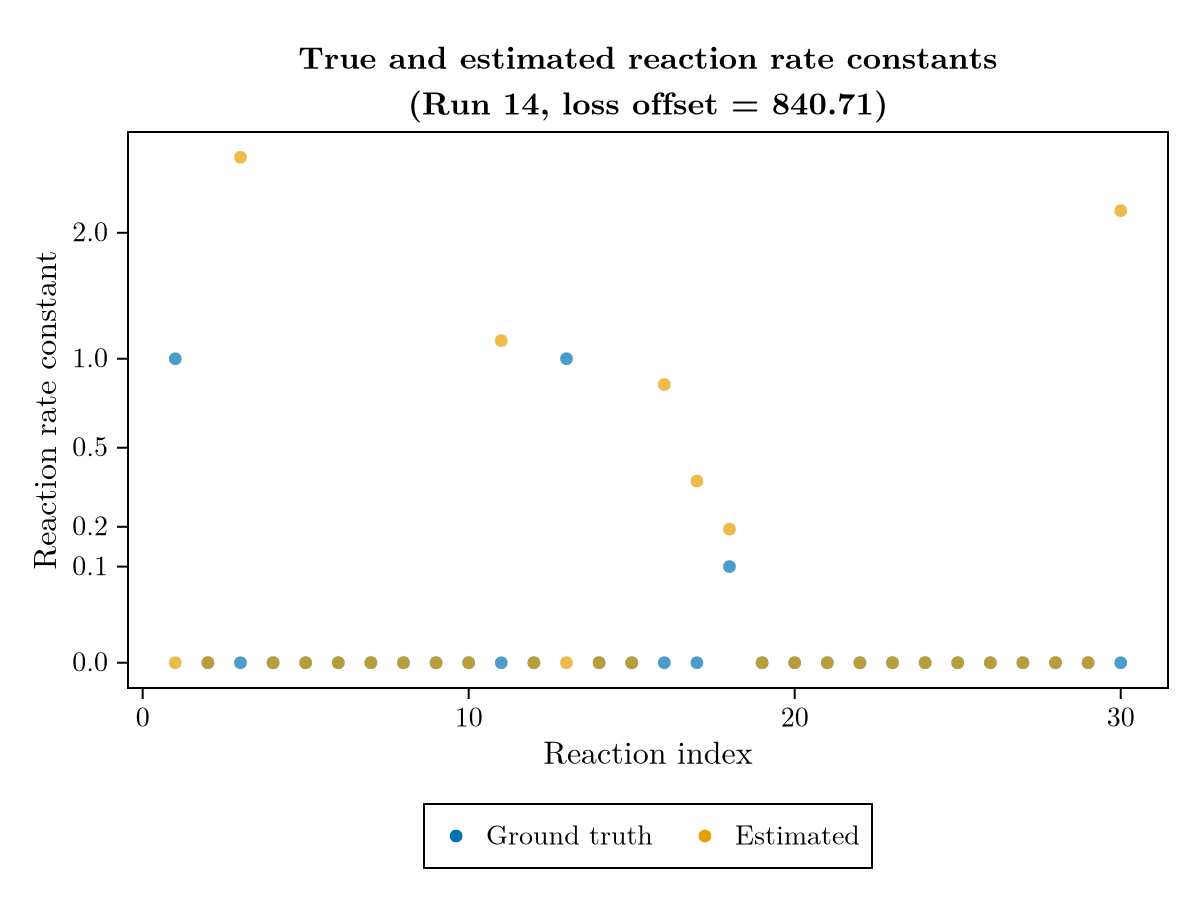 True and estimated reaction rate constants
(Run 14, loss offset = 840.71)
Reaction rate constant
2.0
1.0
0.5
0.2
0.1
0.0
0 10 20 30
Reaction index
Ground truth Estimated